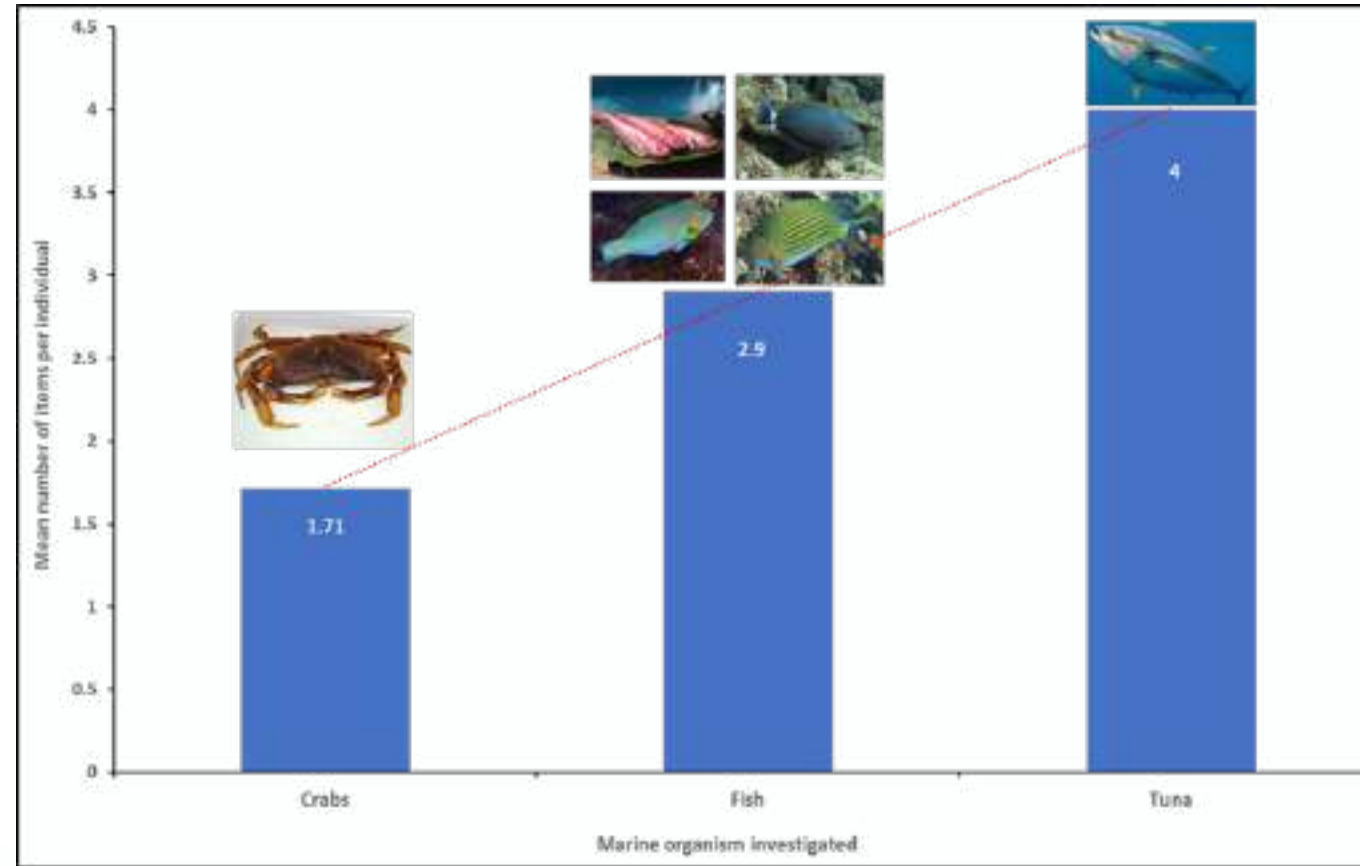 4.5
4
3.5
3
2.5
2
1.5
1
0.5
0
Mean number of items per individual
1.71
2.9
4
Crabs
Fish
Tuna
Marine organism investigated